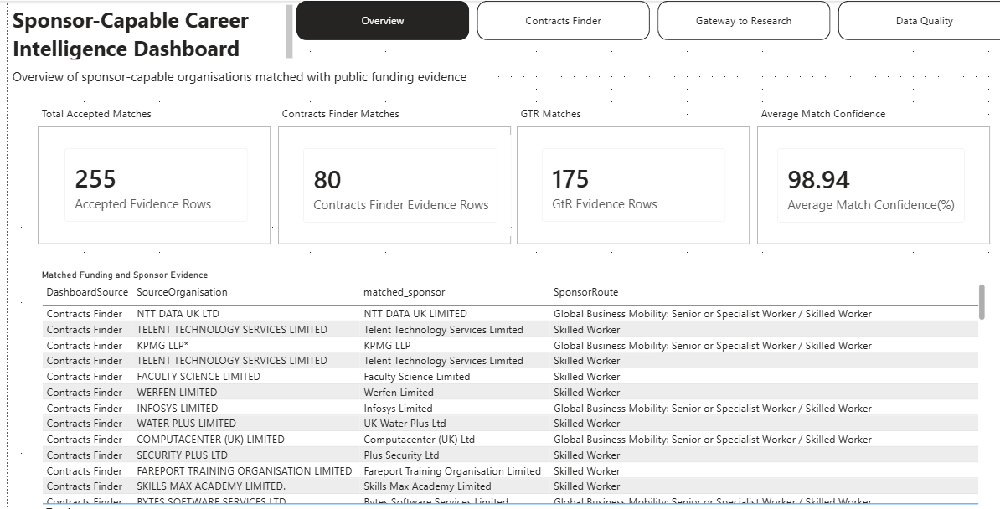 Sponsor-Capable Career
Intelligence Dashboard
Overview
Contracts Finder
Gateway to Research
Data Quality
Overview of sponsor-capable organisations matched with public funding evidence
Total Accepted Matches
Contracts Finder Matches
GTR Matches
Average Match Confidence
255
Accepted Evidence Rows
80
Contracts Finder Evidence Rows
175
GtR Evidence Rows
98.94
Average Match Confidence(%)
Matched Funding and Sponsor Evidence
DashboardSource SourceOrganisation matched_sponsor SponsorRoute
Contracts Finder NTT DATA UK LTD NTT DATA UK LIMITED Global Business Mobility: Senior or Specialist Worker / Skilled Worker
Contracts Finder TELENT TECHNOLOGY SERVICES LIMITED Telent Technology Services Limited Skilled Worker
Contracts Finder KPMG LLP* KPMG LLP Global Business Mobility: Senior or Specialist Worker / Skilled Worker
Contracts Finder TELENT TECHNOLOGY SERVICES LIMITED Telent Technology Services Limited Skilled Worker
Contracts Finder FACULTY SCIENCE LIMITED Faculty Science Limited Skilled Worker
Contracts Finder WERFEN LIMITED Werfen Limited Skilled Worker
Contracts Finder INFOSYS LIMITED Infosys Limited Global Business Mobility: Senior or Specialist Worker / Skilled Worker
Contracts Finder WATER PLUS LIMITED UK Water Plus Ltd Skilled Worker
Contracts Finder COMPUTACENTER (UK) LIMITED Computacenter (UK) Ltd Global Business Mobility: Senior or Specialist Worker / Skilled Worker
Contracts Finder SECURITY PLUS LTD Plus Security Ltd Skilled Worker
Contracts Finder FAREPORT TRAINING ORGANISATION LIMITED Fareport Training Organisation Limited Skilled Worker
Contracts Finder SKILLS MAX ACADEMY LIMITED. Skills Max Academy Limited Skilled Worker
Contracts Finder BYTES SOFTWARE SERVICES LTD Bytes Software Services Limited Global Business Mobility: Senior or Specialist Worker / Skilled Worker